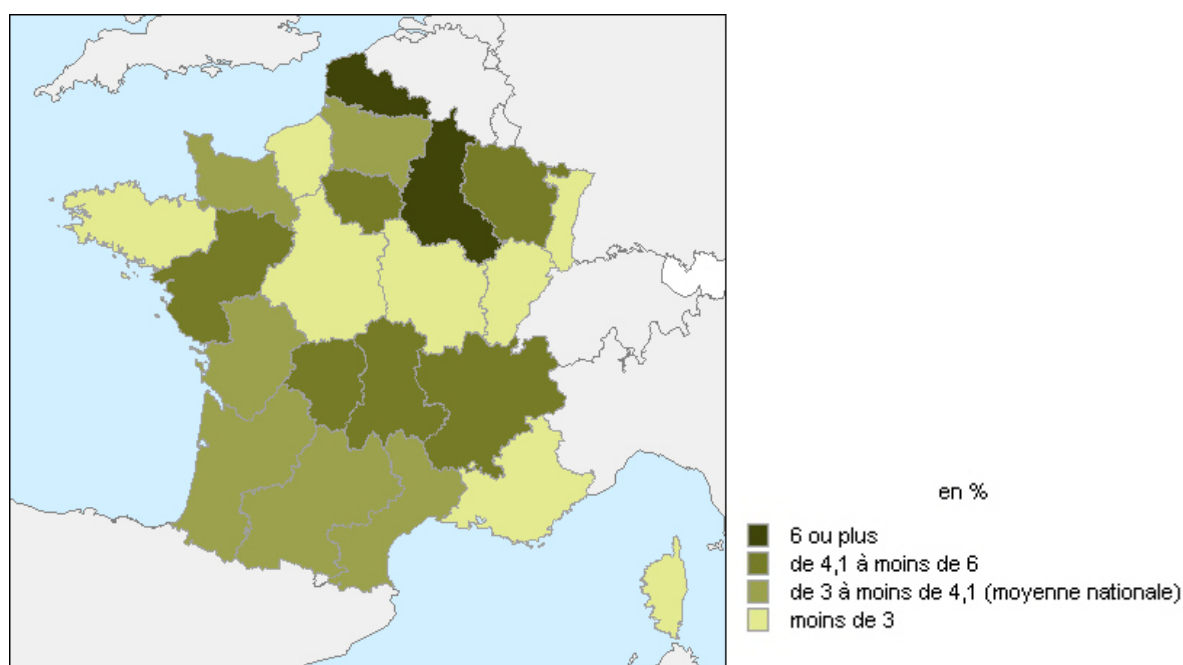 en %
6 ou plus
de 4,1 à moins de 6
de 3 à moins de 4,1 (moyenne nationale)
moins de 3